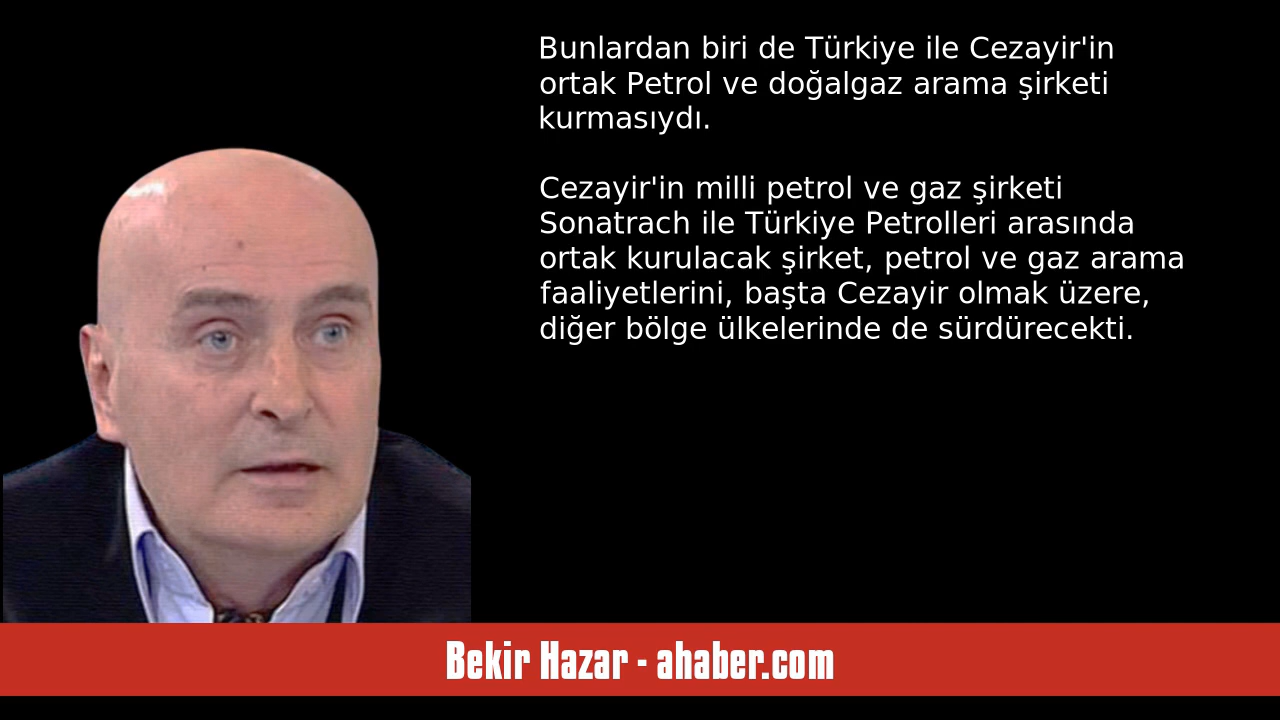 Bunlardan biri de Türkiye ile Cezayir'in
ortak Petrol ve doğalgaz arama şirketi
kurmasıydı.
Cezayir'in milli petrol ve gaz şirketi
Sonatrach ile Türkiye Petrolleri arasında
ortak kurulacak şirket, petrol ve gaz arama
faaliyetlerini, başta Cezayir olmak üzere,
diğer bölge ülkelerinde de sürdürecekti.
Bekir Hazar - ahaber.com